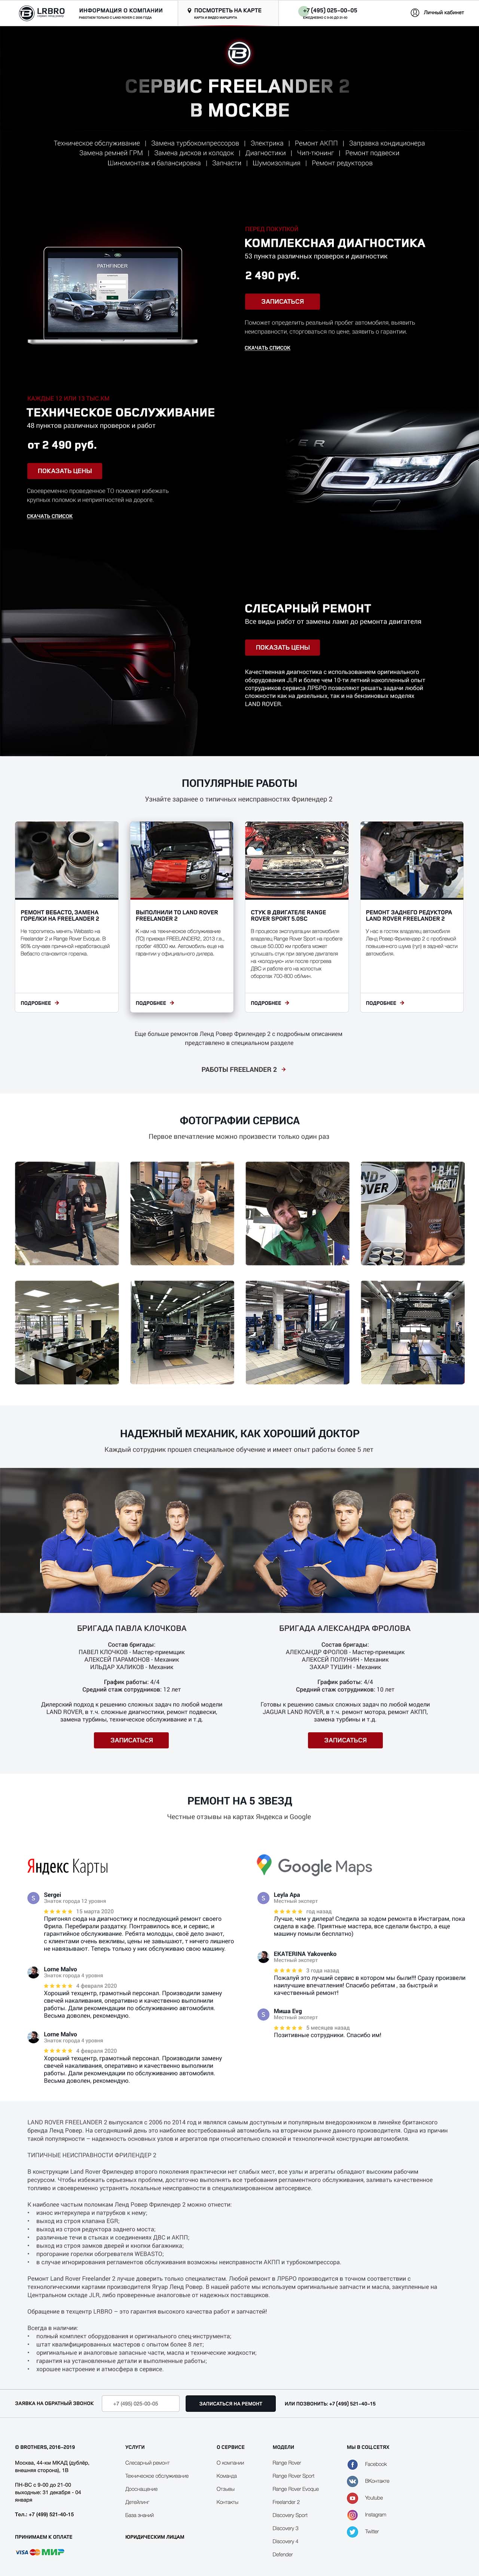 LRBRO
ИНФОРМАЦИЯ О КОМПАНИИ
РАБОТАЕМ ТОЛЬКО С LAND ROVER С 2005 ГОДА
ПОСМОТРЕТЬ НА КАРТЕ
КАРТА И ВИДЕО МАРШРУТА
+7 (495) 025-00-05
ЕЖЕДНЕВНО С 9-00 ДО 21-00
Личный кабинет
СЕРВИС FREELANDER 2
В МОСКВЕ
Техническое обслуживание | Замена турбокомпрессоров | Электрика | Ремонт АКПП | Заправка кондиционера
Замена ремней ГРМ | Замена дисков и колодок | Диагностики | Чип-тюнинг | Ремонт подвески
Шиномонтаж и балансировка | Запчасти | Шумоизоляция | Ремонт редукторов
PATHFINDER
ПЕРЕД ПОКУПКОЙ
КОМПЛЕКСНАЯ ДИАГНОСТИКА
53 пункта различных проверок и диагностик
2 490 руб.
ЗАПИСАТЬСЯ
Поможет определить реальный пробег автомобиля, выявить
неисправности, сторговаться по цене, заявить о гарантии.
СКАЧАТЬ СПИСОК
КАЖДЫЕ 12 ИЛИ 13 ТЫС.КМ
ТЕХНИЧЕСКОЕ ОБСЛУЖИВАНИЕ
48 пунктов различных проверок и работ
от 2 490 руб.
ПОКАЗАТЬ ЦЕНЫ
Своевременно проведенное ТО поможет избежать
крупных поломок и неприятностей на дороге.
СКАЧАТЬ СПИСОК
СЛЕСАРНЫЙ РЕМОНТ
Все виды работ от замены ламп до ремонта двигателя
ПОКАЗАТЬ ЦЕНЫ
Качественная диагностика с использованием оригинального
оборудования JLR и более чем 10-ти летний накопленный опыт
сотрудников сервиса ЛРБРО позволяют решать задачи любой
сложности как на дизельных, так и на бензиновых моделях
LAND ROVER.
ПОПУЛЯРНЫЕ РАБОТЫ
Узнайте заранее о типичных неисправностях Фрилендер 2
РЕМОНТ ВЕБАСТО, ЗАМЕНА
ГОРЕЛКИ НА FREELANDER 2
Не торопитесь менять Webasto на
Freelander 2 и Range Rover Evoque. В
95% случаев причиной неработающей
Вебасто становится горелка.
ПОДРОБНЕЕ
ВЫПОЛНИЛИ ТО LAND ROVER
FREELANDER 2
К нам на техническое обслуживание
(ТО) приехал FREELANDER2, 2013 г.в.,
пробег 48000 км. Автомобиль еще на
гарантии у официального дилера.
ПОДРОБНЕЕ
СТУК В ДВИГАТЕЛЕ RANGE
ROVER SPORT 5.0SC
В процессе эксплуатации автомобиля
владелец Range Rover Sport на пробеге
свыше 50.000 км пробега может
услышать стук при запуске двигателя
на «холодную» или после прогрева
ДВС и работе его на холостых
оборотах 700-800 об/мин.
ПОДРОБНЕЕ
РЕМОНТ ЗАДНЕГО РЕДУКТОРА
LAND ROVER FREELANDER 2
У нас в гостях владелец автомобиля
Ленд Ровер Фрилендер 2 с проблемой
повышенного шума (гул) в задней части
автомобиля.
ПОДРОБНЕЕ
Еще больше ремонтов Ленд Ровер Фрилендер 2 с подробным описанием
представлено в специальном разделе
РАБОТЫ FREELANDER 2
ФОТОГРАФИИ СЕРВИСА
Первое впечатление можно произвести только один раз
НАДЕЖНЫЙ МЕХАНИК, КАК ХОРОШИЙ ДОКТОР
Каждый сотрудник прошел специальное обучение и имеет опыт работы более 5 лет
БРИГАДА ПАВЛА КЛОЧКОВА
Состав бригады:
ПАВЕЛ КЛОЧКОВ - Мастер-приемщик
АЛЕКСЕЙ ПАРАМОНОВ - Механик
ИЛЬДАР ХАЛИКОВ - Механик
График работы: 4/4
Средний стаж сотрудников: 12 лет
Дилерский подход к решению сложных задач по любой модели
LAND ROVER, в т.ч. сложные диагностики, ремонт подвески,
замена турбины, техническое обслуживание и т.д.
ЗАПИСАТЬСЯ
БРИГАДА АЛЕКСАНДРА ФРОЛОВА
Состав бригады:
АЛЕКСАНДР ФРОЛОВ - Мастер-приемщик
АЛЕКСЕЙ ПОЛУНИН - Механик
ЗАХАР ТУШИН - Механик
График работы: 4/4
Средний стаж сотрудников: 10 лет
Готовы к решению самых сложных задач по любой модели
JAGUAR LAND ROVER, в т.ч. ремонт мотора, ремонт АКПП,
замена турбины и т.д.
ЗАПИСАТЬСЯ
РЕМОНТ НА 5 ЗВЕЗД
Честные отзывы на картах Яндекса и Google
Яндекс Карты
Sergei
Знаток города 12 уровня
15 марта 2020
Пригонял сюда на диагностику и последующий ремонт своего
Фрила. Перебрали раздатку. Понтравилось все, и сервис, и
гарантийное обслуживание. Ребята молодцы, своё дело знают,
с клиентами очень вежливы, цены не завышают, т ничего лишнего
не навязывают. Теперь только у них обслуживаю свою машину.
Lorne Malvo
Знаток города 4 уровня
4 февраля 2020
Хороший техцентр, грамотный персонал. Производили замену
свечей накаливания, оперативно и качественно выполнили
работы. Дали рекомендации по обслуживанию автомобиля.
Весьма доволен, рекомендую.
Lorne Malvo
Знаток города 4 уровня
4 февраля 2020
Хороший техцентр, грамотный персонал. Производили замену
свечей накаливания, оперативно и качественно выполнили
работы. Дали рекомендации по обслуживанию автомобиля.
Весьма доволен, рекомендую.
Google Maps
Leyla Apa
Местный эксперт
год назад
Лучше, чем у дилера! Следила за ходом ремонта в Инстаграм, пока
сидела в кафе. Приятные мастера, все сделали быстро, а еще
машину помыли бесплатно)
EKATERINA Yakovenko
Местный эксперт
3 года назад
Пожалуй это лучший сервис в котором мы были!!! Сразу произвели
наилучшие впечатления! Спасибо ребятам , за быстрый и
качественный ремонт!
Миша Evg
Местный эксперт
5 месяцев назад
Позитивные сотрудники. Спасибо им!
LAND ROVER FREELANDER 2 выпускался с 2006 по 2014 год и являлся самым доступным и популярным внедорожником в линейке британского
бренда Ленд Ровер. На сегодняшний день это наиболее востребованный автомобиль на вторичном рынке данного производителя. Одна из причин
такой популярности – надежность основных узлов и агрегатов при относительно сложной и технологичной конструкции автомобиля.
ТИПИЧНЫЕ НЕИСПРАВНОСТИ ФРИЛЕНДЕР 2
В конструкции Land Rover Фрилендер второго поколения практически нет слабых мест, все узлы и агрегаты обладают высоким рабочим
ресурсом. Чтобы избежать серьезных проблем, достаточно выполнять все требования регламентного обслуживания, заливать качественное
топливо и своевременно устранять локальные неисправности в специализированном автосервисе.
К наиболее частым поломкам Ленд Ровер Фрилендер 2 можно отнести:
• износ интеркулера и патрубков к нему;
• выход из строя клапана EGR;
• выход из строя редуктора заднего моста;
• различные течи в стыках и соединениях ДВС и АКПП;
• выход из строя замков дверей и кнопки багажника;
• прогорание горелки обогревателя WEBASTO;
• в случае игнорирования регламентов обслуживания возможны неисправности АКПП и турбокомпрессора.
Ремонт Land Rover Freelander 2 лучше доверить только специалистам. Любой ремонт в ЛРБРО производится в точном соответствии с
технологическими картами производителя Ягуар Ленд Ровер. В нашей работе мы используем оригинальные запчасти и масла, закупленные на
Центральном складе JLR, либо проверенные аналоговые от надежных поставщиков.
Обращение в техцентр LRBRO – это гарантия высокого качества работ и запчастей!
Всегда в наличии:
• полный комплект оборудования и оригинального спец-инструмента;
• штат квалифицированных мастеров с опытом более 8 лет;
• оригинальные и аналоговые запасные части, масла и технические жидкости;
• гарантия на установленные детали и выполненные работы;
• хорошее настроение и атмосфера в сервисе.
ЗАЯВКА НА ОБРАТНЫЙ ЗВОНОК
+7 (495) 025-00-05
ЗАПИСАТЬСЯ НА РЕМОНТ
ИЛИ ПОЗВОНИТЬ: +7 (499) 521-40-15
© BROTHERS, 2016-2019
Москва, 44-км МКАД (дублёр,
внешняя сторона), 1В
ПН-ВС с 9-00 до 21-00
выходные: 31 декабря - 04
января
Тел.: +7 (499) 521-40-15
ПРИНИМАЕМ К ОПЛАТЕ
VISA МИР
УСЛУГИ
Слесарный ремонт
Техническое обслуживание
Дооснащение
Детейлинг
База знаний
ЮРИДИЧЕСКИМ ЛИЦАМ
О СЕРВИСЕ
О компании
Команда
Отзывы
Контакты
МОДЕЛИ
Range Rover
Range Rover Sport
Range Rover Evoque
Freelander 2
Discovery Sport
Discovery 3
Discovery 4
Defender
МЫ В СОЦ.СЕТЯХ
Facebook
ВКонтакте
Youtube
Instagram
Twitter